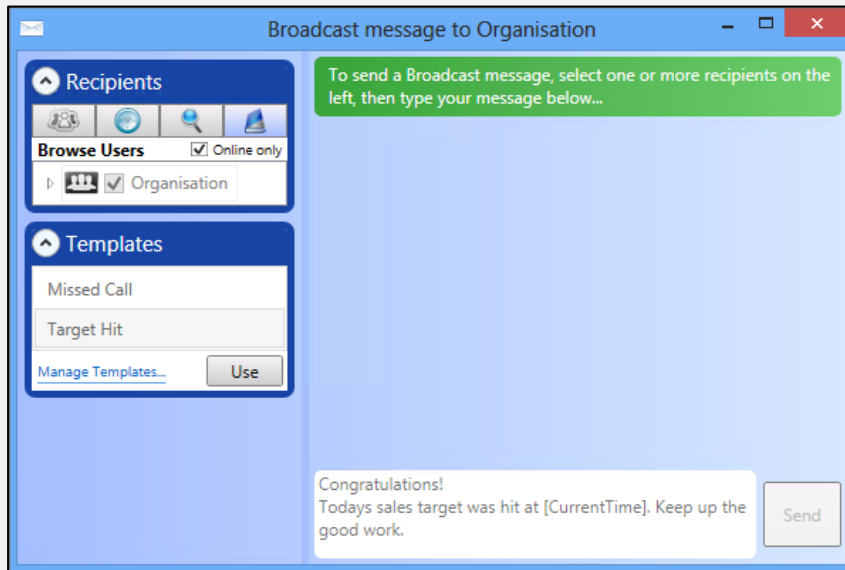 Broadcast message to Organisation
Recipients
Browse Users
Online only
Organisation
Templates
Missed Call
Target Hit
Manage Templates...
Use
To send a Broadcast message, select one or more recipients on the
left, then type your message below...
Congratulations!
Todays sales target was hit at [CurrentTime]. Keep up the
good work.
Send